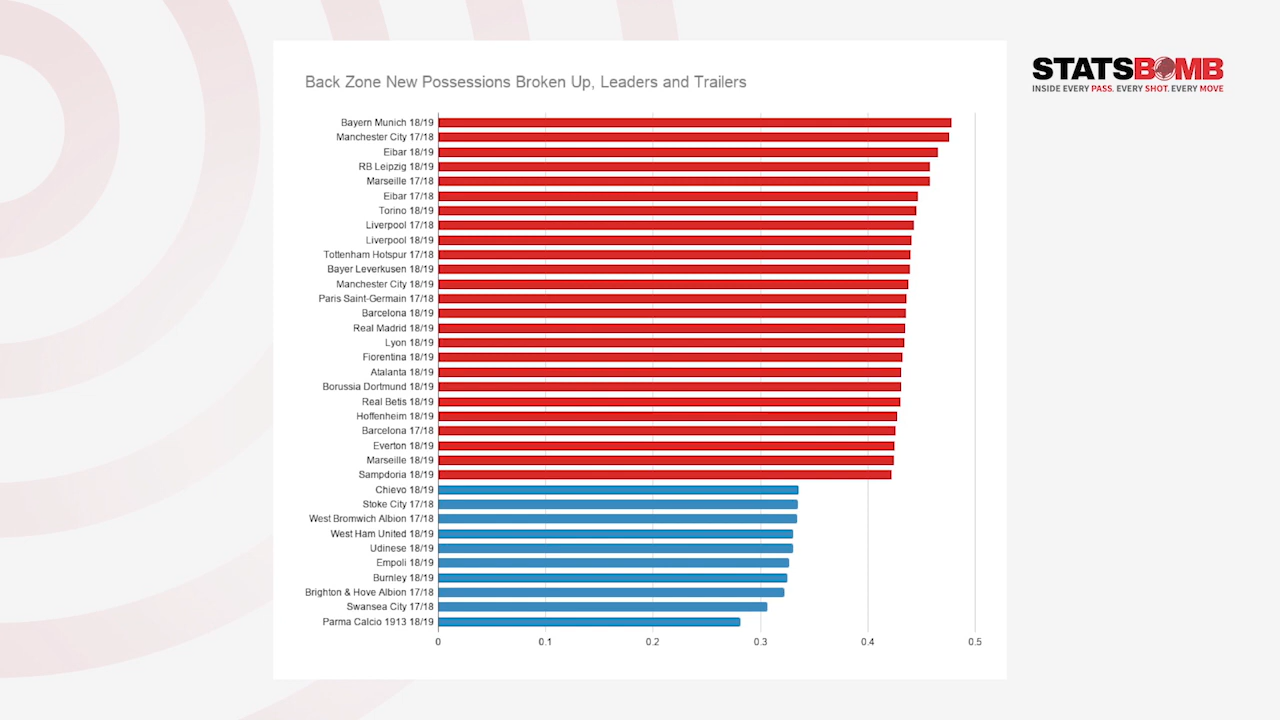 Back Zone New Possessions Broken Up, Leaders and Trailers
STATSBOMB
INSIDE EVERY PASS. EVERY SHOT. EVERY MOVE
Bayern Munich 18/19
Manchester City 17/18
Eibar 18/19
RB Leipzig 18/19
Marseille 17/18
Eibar 17/18
Torino 18/19
Liverpool 17/18
Liverpool 18/19
Tottenham Hotspur 17/18
Bayer Leverkusen 18/19
Manchester City 18/19
Paris Saint-Germain 17/18
Barcelona 18/19
Real Madrid 18/19
Lyon 18/19
Fiorentina 18/19
Atalanta 18/19
Borussia Dortmund 18/19
Real Betis 18/19
Hoffenheim 18/19
Barcelona 17/18
Everton 18/19
Marseille 18/19
Sampdoria 18/19
Chievo 18/19
Stoke City 17/18
West Bromwich Albion 17/18
West Ham United 18/19
Udinese 18/19
Empoli 18/19
Burnley 18/19
Brighton & Hove Albion 17/18
Swansea City 17/18
Parma Calcio 1913 18/19
0 0.1 0.2 0.3 0.4 0.5